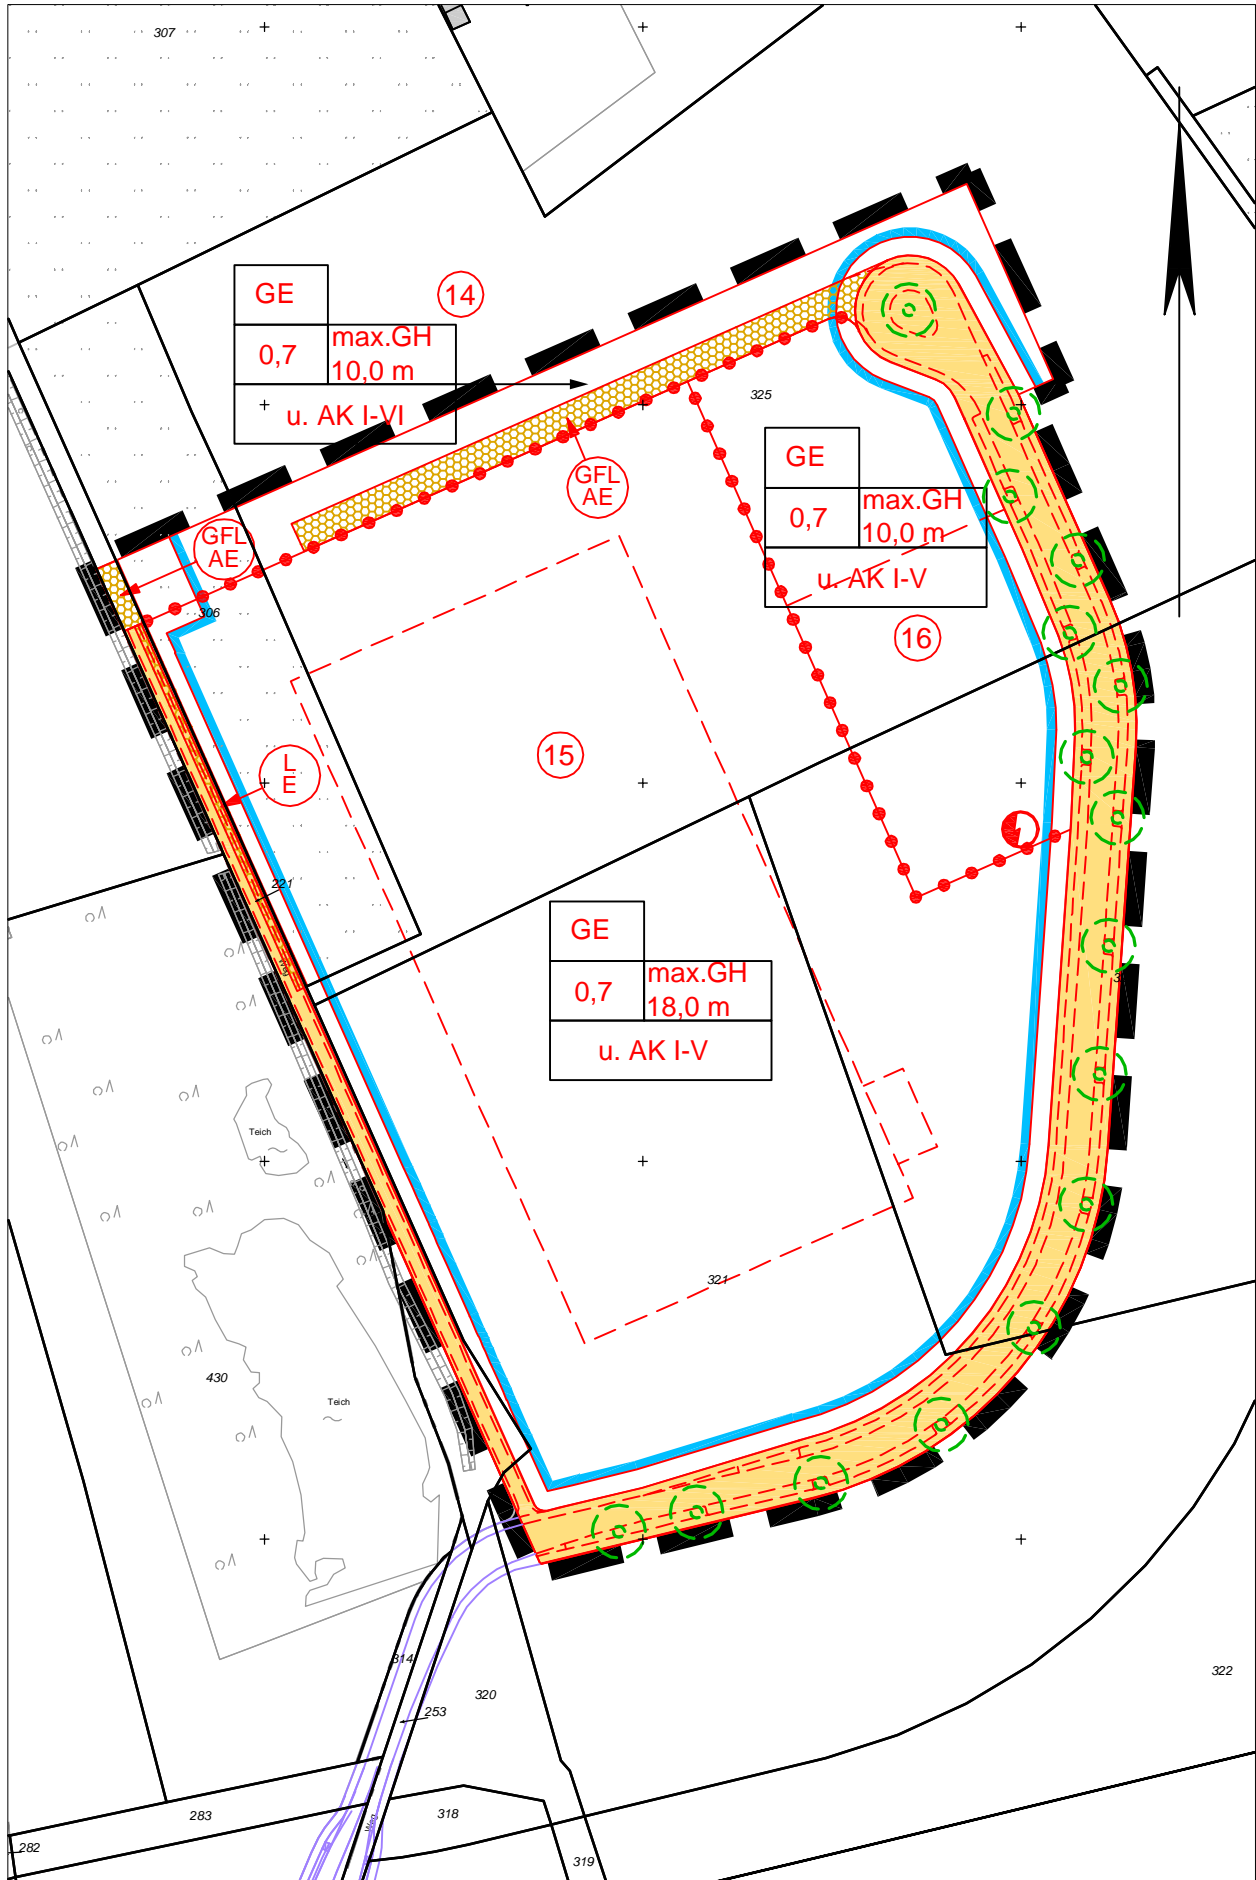 307
GE
14
0,7
max.GH
10,0 m
u. AK I-VI
325
GE
0,7
max.GH
10,0 m
u. AK I-V
16
GFL
AE
GFL
AE
306
15
L
E
221
Weg
GE
0,7
max.GH
18,0 m
u. AK I-V
Teich
321
430
Teich
314
320
253
322
Weg
283
318
282
319